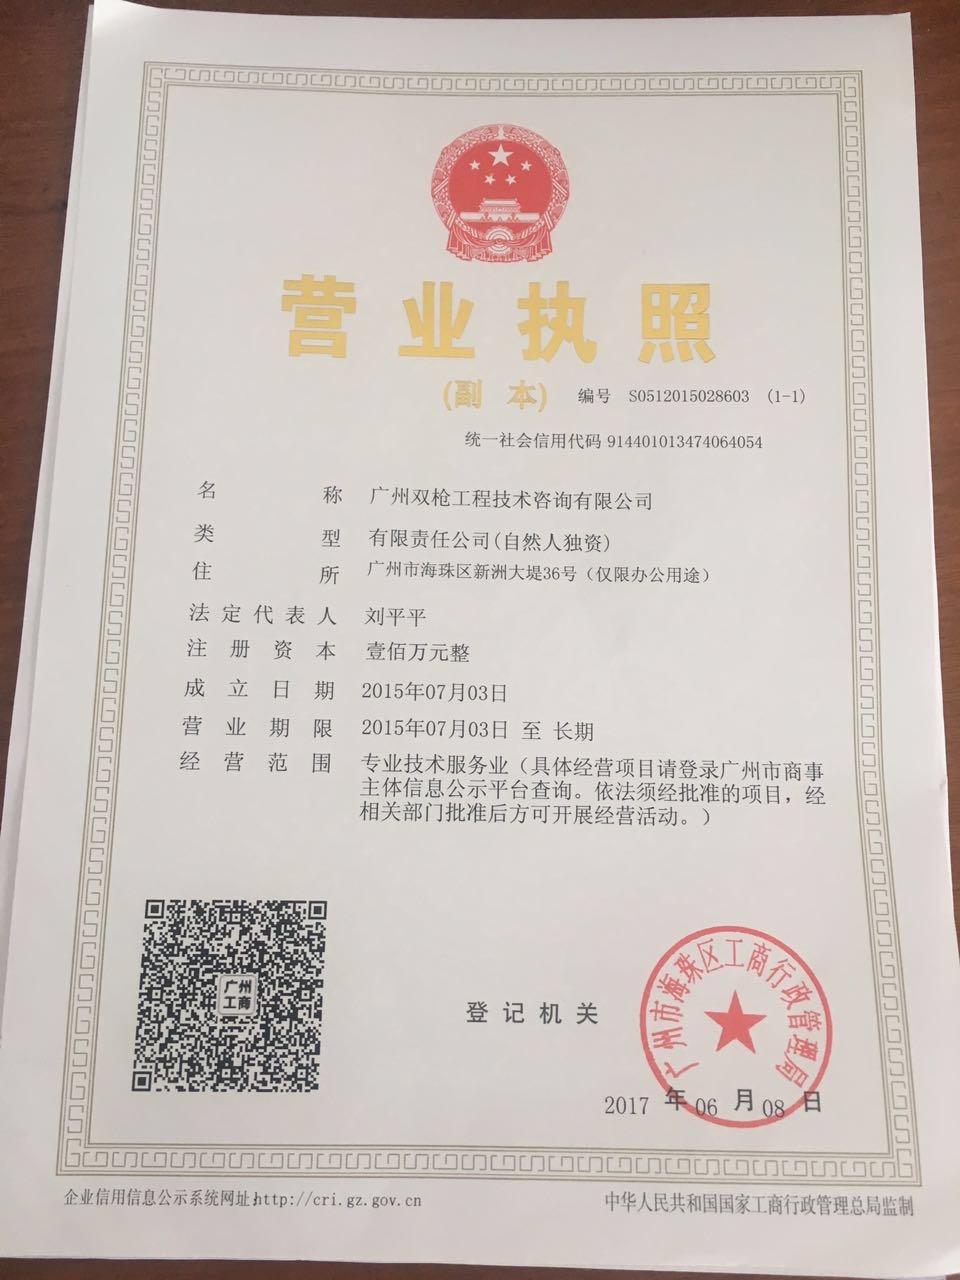 营业执照
(副 本) 编号 S0512015028603 (1-1)
统一社会信用代码 914401013474064054
名 称 广州双枪工程技术咨询有限公司
类 型 有限责任公司(自然人独资)
住 所 广州市海珠区新洲大堤36号（仅限办公用途）
法定代表人 刘平平
注 册 资 本 壹佰万元整
成 立 日 期 2015年07月03日
营 业 期 限 2015年07月03日 至 长期
经 营 范 围 专业技术服务业（具体经营项目请登录广州市商事
主体信息公示平台查询。依法须经批准的项目，经
相关部门批准后方可开展经营活动。）
广州
工商
登 记 机 关
广州市海珠区工商行政管理局
2017 年 06 月 08 日
企业信用信息公示系统网址:http://cri.gz.gov.cn
中华人民共和国国家工商行政管理总局监制